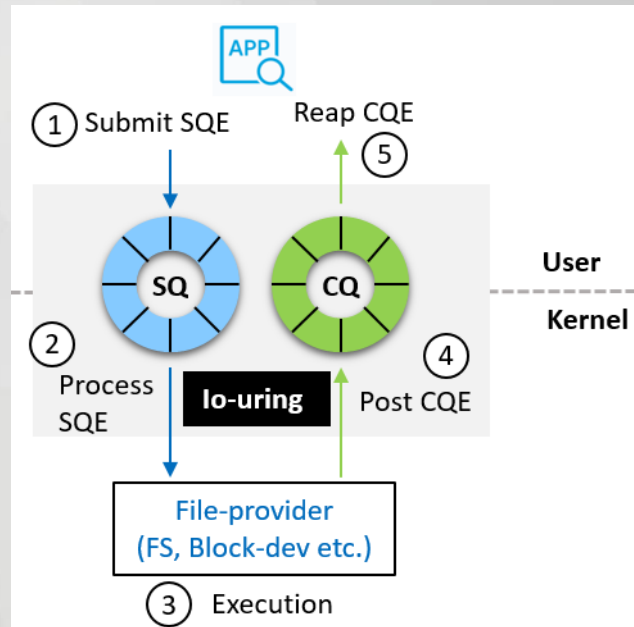 APP
1 Submit SQE
Reap CQE
5
SQ
CQ
User
Kernel
2
Process
SQE
Io-uring
4
Post CQE
File-provider
(FS, Block-dev etc.)
3 Execution